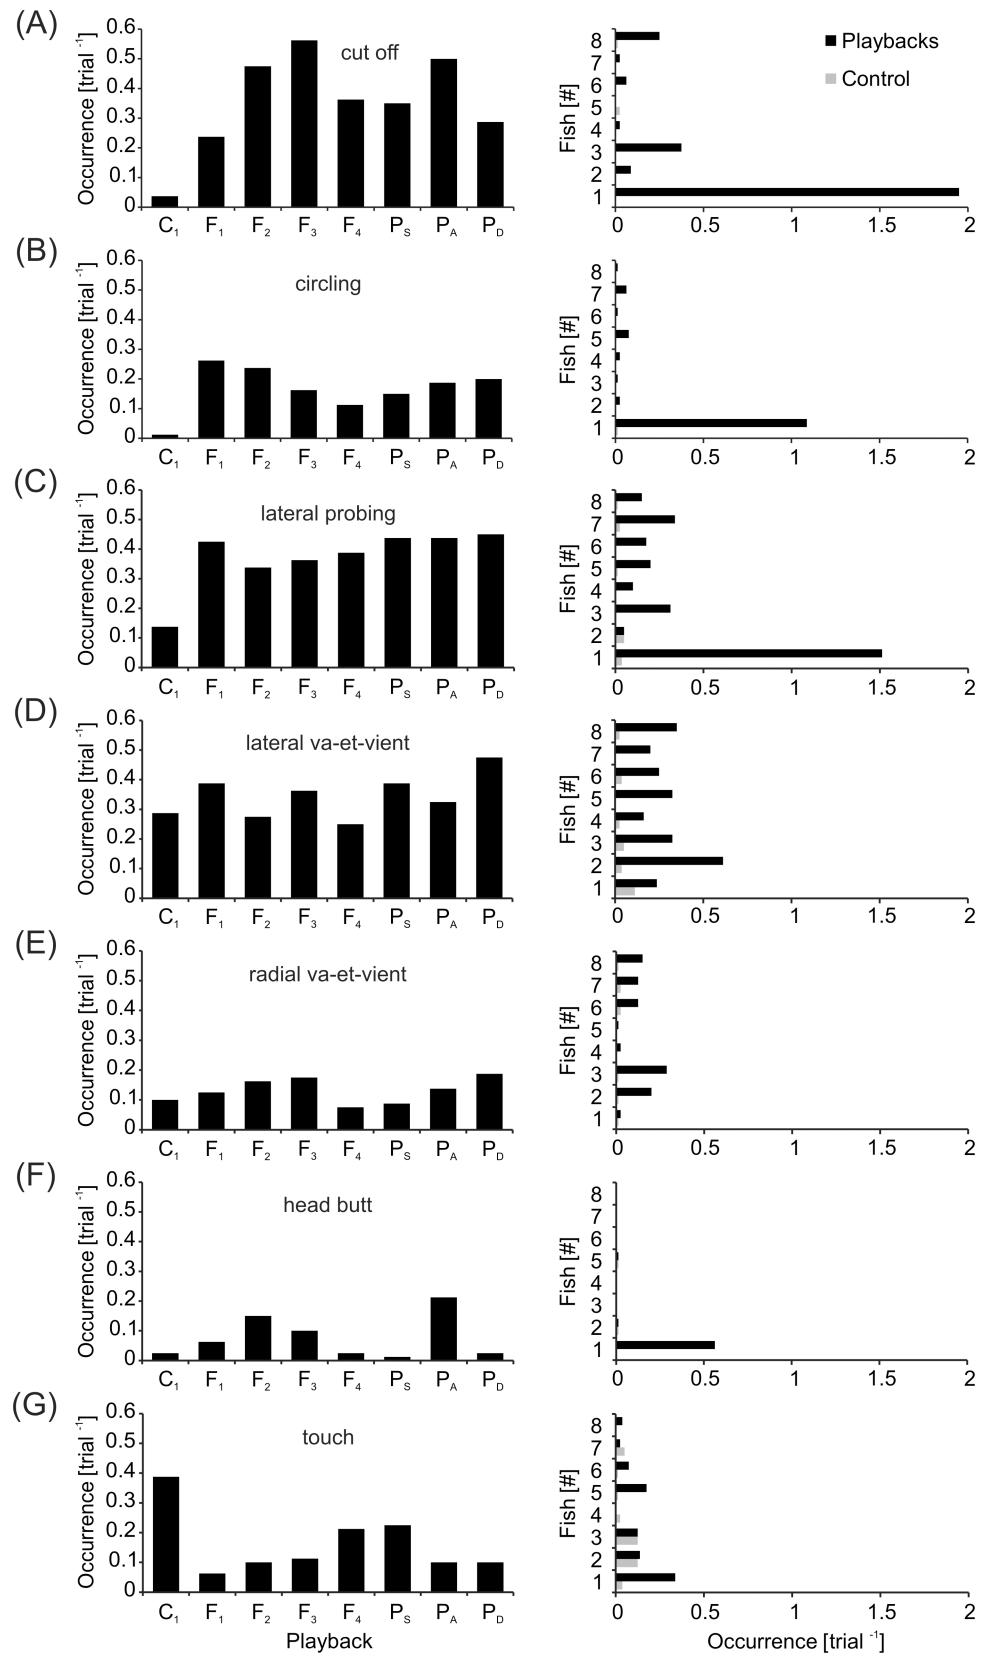 (A)
Occurrence [trial -1]
0.6
0.5
0.4
0.3
0.2
0.1
0
cut off
C1 F1 F2 F3 F4 PS PA PD
Fish [#]
8
7
6
5
4
3
2
1
0 0.5 1 1.5 2
Playbacks
Control
(B)
Occurrence [trial -1]
0.6
0.5
0.4
0.3
0.2
0.1
0
circling
C1 F1 F2 F3 F4 PS PA PD
Fish [#]
8
7
6
5
4
3
2
1
0 0.5 1 1.5 2
(C)
Occurrence [trial -1]
0.6
0.5
0.4
0.3
0.2
0.1
0
lateral probing
C1 F1 F2 F3 F4 PS PA PD
Fish [#]
8
7
6
5
4
3
2
1
0 0.5 1 1.5 2
(D)
Occurrence [trial -1]
0.6
0.5
0.4
0.3
0.2
0.1
0
lateral va-et-vient
C1 F1 F2 F3 F4 PS PA PD
Fish [#]
8
7
6
5
4
3
2
1
0 0.5 1 1.5 2
(E)
Occurrence [trial -1]
0.6
0.5
0.4
0.3
0.2
0.1
0
radial va-et-vient
C1 F1 F2 F3 F4 PS PA PD
Fish [#]
8
7
6
5
4
3
2
1
0 0.5 1 1.5 2
(F)
Occurrence [trial -1]
0.6
0.5
0.4
0.3
0.2
0.1
0
head butt
C1 F1 F2 F3 F4 PS PA PD
Fish [#]
8
7
6
5
4
3
2
1
0 0.5 1 1.5 2
(G)
Occurrence [trial -1]
0.6
0.5
0.4
0.3
0.2
0.1
0
touch
C1 F1 F2 F3 F4 PS PA PD
Playback
Fish [#]
8
7
6
5
4
3
2
1
0 0.5 1 1.5 2
Occurrence [trial -1]